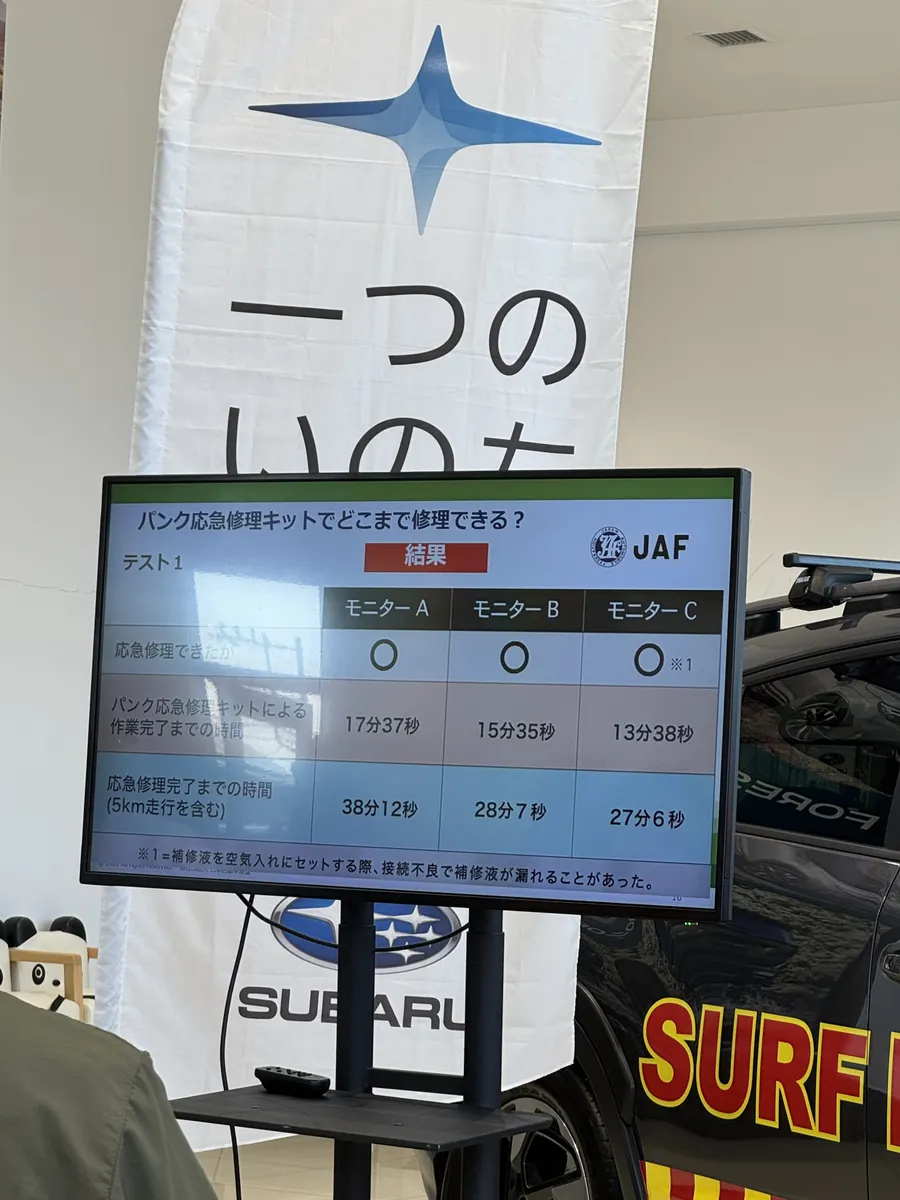 一つの
いのち
パンク応急修理キットでどこまで修理できる？
テスト1
結果
JAF
モニターA モニターB モニターC
応急修理できたか 〇 〇 〇 ※1
パンク応急修理キットによる
作業完了までの時間
17分37秒 15分35秒 13分38秒
応急修理完了までの時間
(5km走行を含む)
38分12秒 28分7秒 27分6秒
※1=補修液を空気入れにセットする際、接続不良で補修液が漏れることがあった。
SUBARU
FORES
SURF